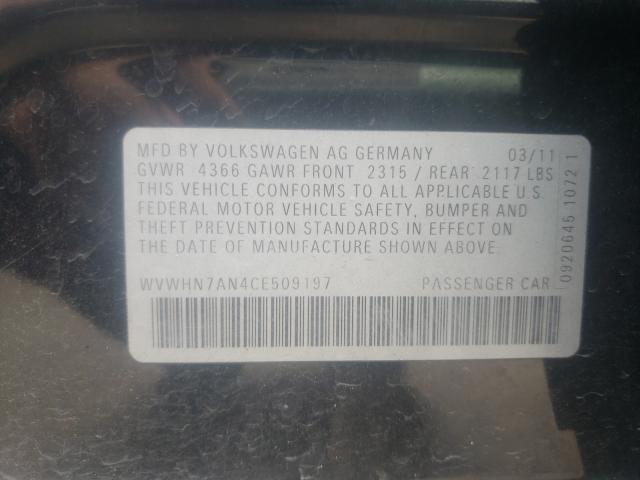 MFD BY VOLKSWAGEN AG GERMANY 03/11
GVWR 4366 GAWR FRONT 2315 / REAR 2117 LBS
THIS VEHICLE CONFORMS TO ALL APPLICABLE U.S.
FEDERAL MOTOR VEHICLE SAFETY, BUMPER AND
THEFT PREVENTION STANDARDS IN EFFECT ON
THE DATE OF MANUFACTURE SHOWN ABOVE.
WVWHN7AN4CE509197 PASSENGER CAR
0920645 1072 1